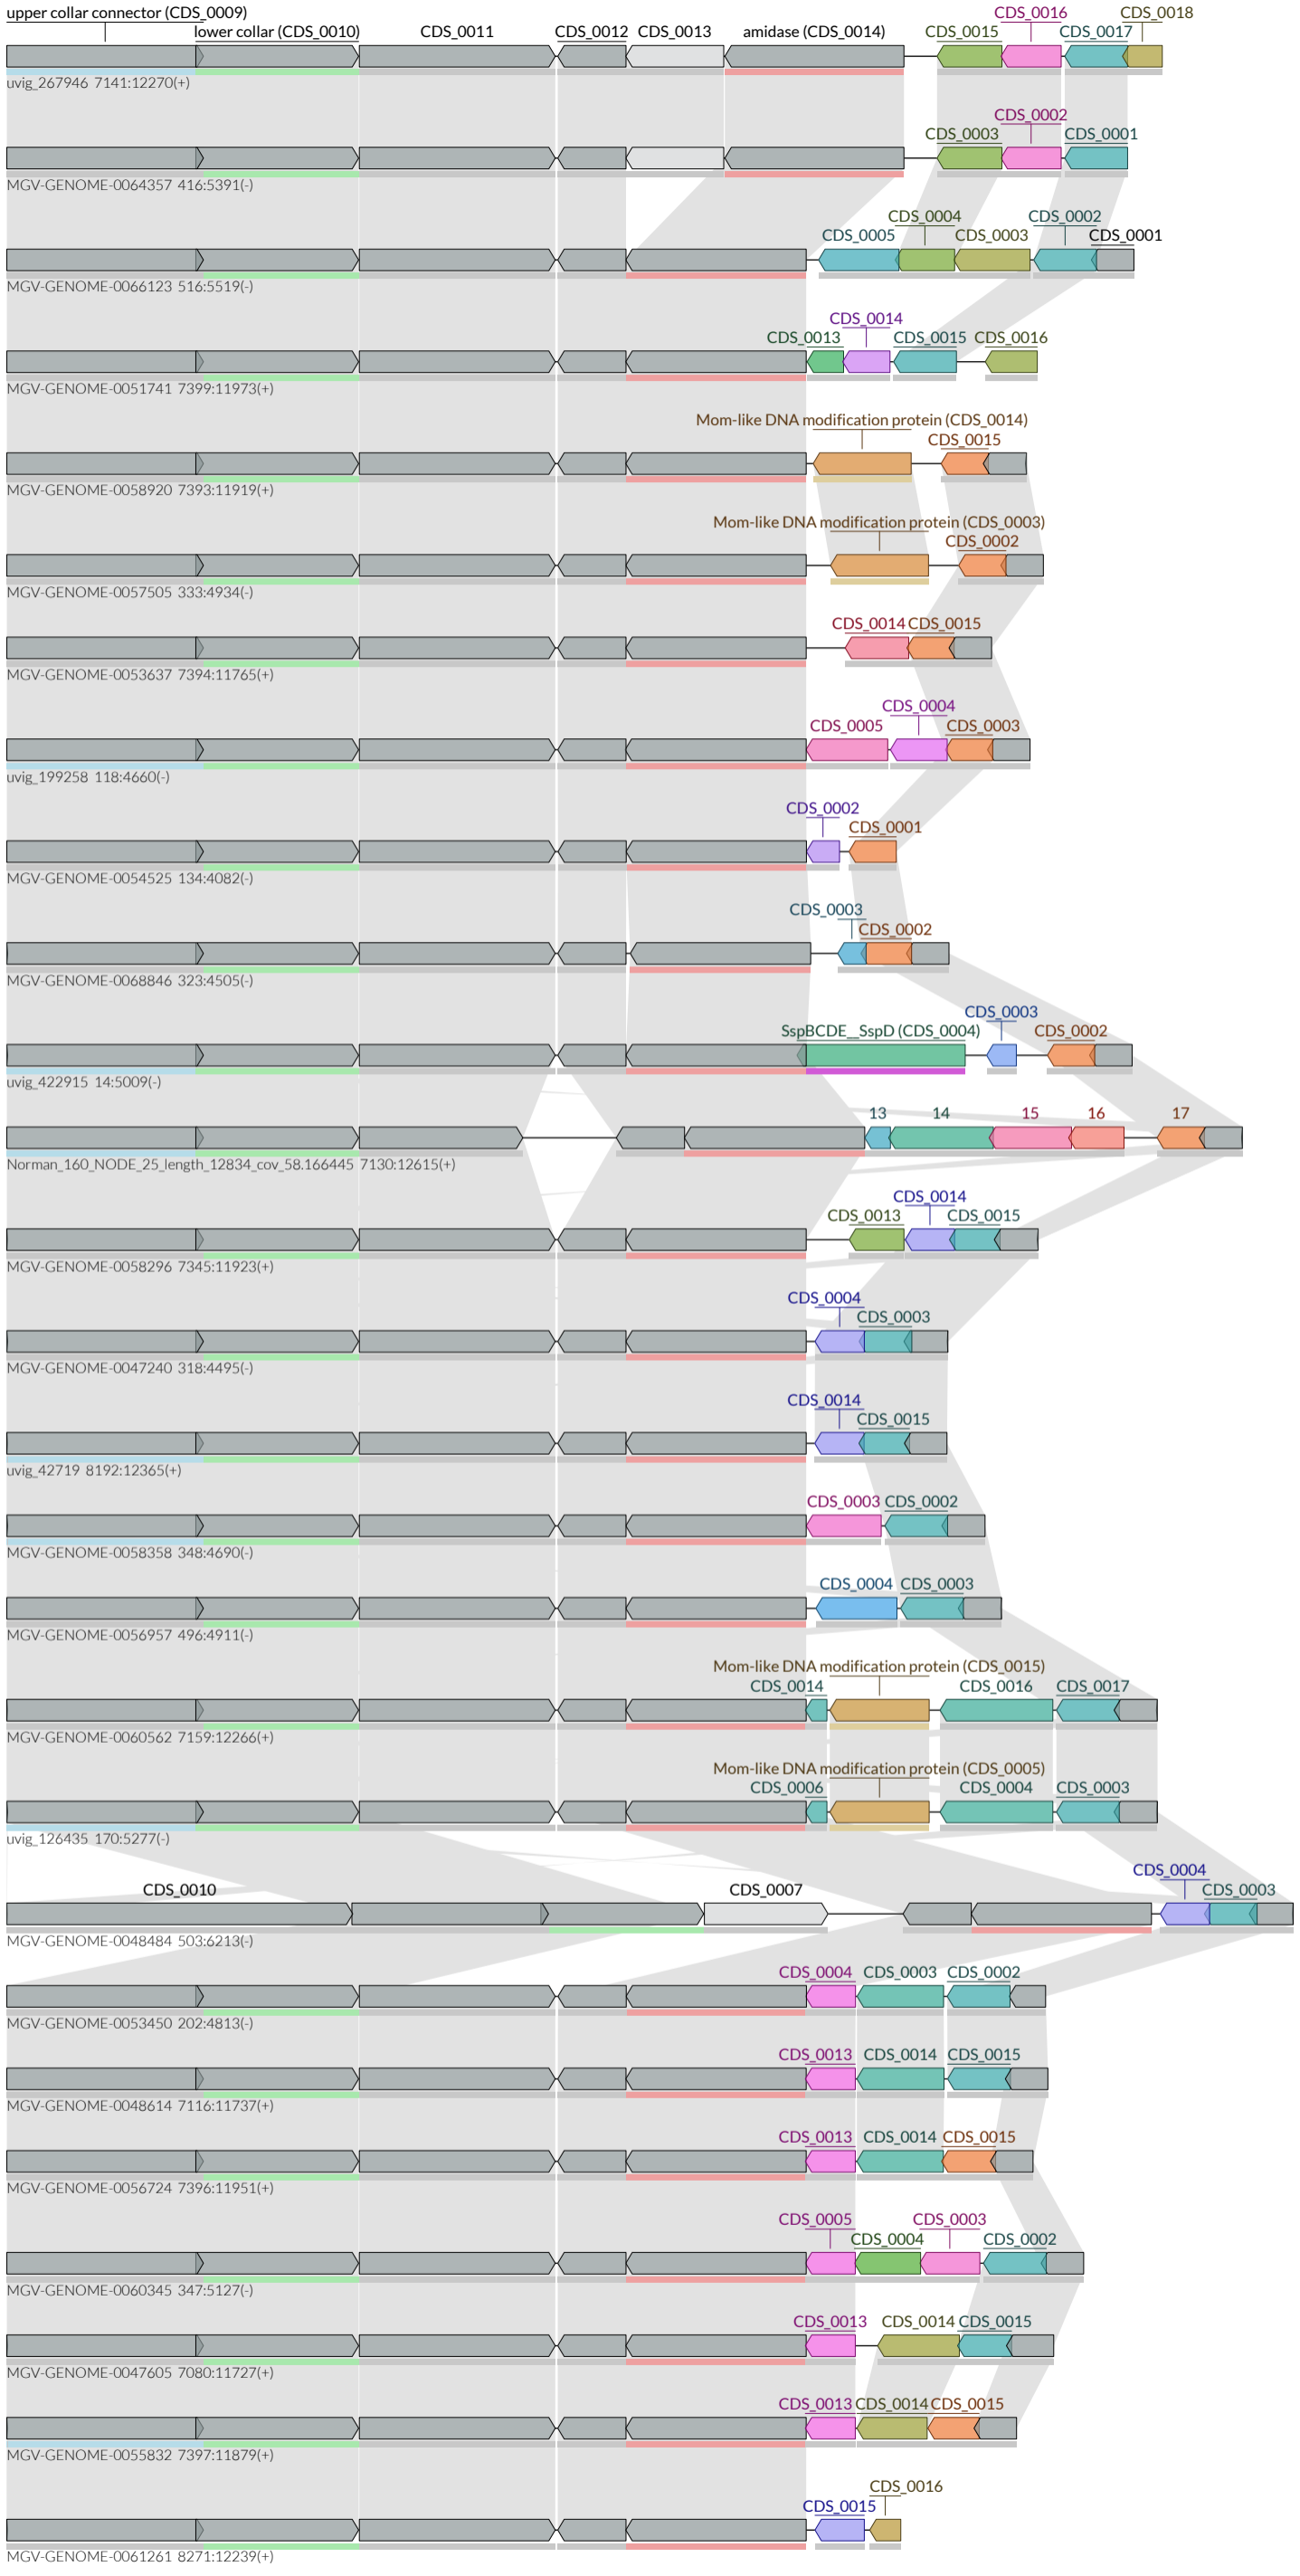 upper collar connector (CDS_0009)
lower collar (CDS_0010)
CDS_0011
CDS_0012
CDS_0013
amidase (CDS_0014)
CDS_0015
CDS_0016
CDS_0017
CDS_0018
uvig_267946 7141:12270(+)
CDS_0003
CDS_0002
CDS_0001
MGV-GENOME-0064357 416:5391(-)
CDS_0005
CDS_0004
CDS_0003
CDS_0002
CDS_0001
MGV-GENOME-0066123 516:5519(-)
CDS_0013
CDS_0014
CDS_0015
CDS_0016
MGV-GENOME-0051741 7399:11973(+)
Mom-like DNA modification protein (CDS_0014)
CDS_0015
MGV-GENOME-0058920 7393:11919(+)
Mom-like DNA modification protein (CDS_0003)
CDS_0002
MGV-GENOME-0057505 333:4934(-)
CDS_0014
CDS_0015
MGV-GENOME-0053637 7394:11765(+)
CDS_0005
CDS_0004
CDS_0003
uvig_199258 118:4660(-)
CDS_0002
CDS_0001
MGV-GENOME-0054525 134:4082(-)
CDS_0003
CDS_0002
MGV-GENOME-0068846 323:4505(-)
SspBCDE__SspD (CDS_0004)
CDS_0003
CDS_0002
uvig_422915 14:5009(-)
13
14
15
16
17
Norman_160_NODE_25_length_12834_cov_58.166445 7130:12615(+)
CDS_0013
CDS_0014
CDS_0015
MGV-GENOME-0058296 7345:11923(+)
CDS_0004
CDS_0003
MGV-GENOME-0047240 318:4495(-)
CDS_0014
CDS_0015
uvig_42719 8192:12365(+)
CDS_0003
CDS_0002
MGV-GENOME-0058358 348:4690(-)
CDS_0004
CDS_0003
MGV-GENOME-0056957 496:4911(-)
Mom-like DNA modification protein (CDS_0015)
CDS_0014
CDS_0016
CDS_0017
MGV-GENOME-0060562 7159:12266(+)
Mom-like DNA modification protein (CDS_0005)
CDS_0006
CDS_0004
CDS_0003
uvig_126435 170:5277(-)
CDS_0010
CDS_0007
CDS_0004
CDS_0003
MGV-GENOME-0048484 503:6213(-)
CDS_0004
CDS_0003
CDS_0002
MGV-GENOME-0053450 202:4813(-)
CDS_0013
CDS_0014
CDS_0015
MGV-GENOME-0048614 7116:11737(+)
CDS_0013
CDS_0014
CDS_0015
MGV-GENOME-0056724 7396:11951(+)
CDS_0005
CDS_0004
CDS_0003
CDS_0002
MGV-GENOME-0060345 347:5127(-)
CDS_0013
CDS_0014
CDS_0015
MGV-GENOME-0047605 7080:11727(+)
CDS_0013
CDS_0014
CDS_0015
MGV-GENOME-0055832 7397:11879(+)
CDS_0015
CDS_0016
MGV-GENOME-0061261 8271:12239(+)